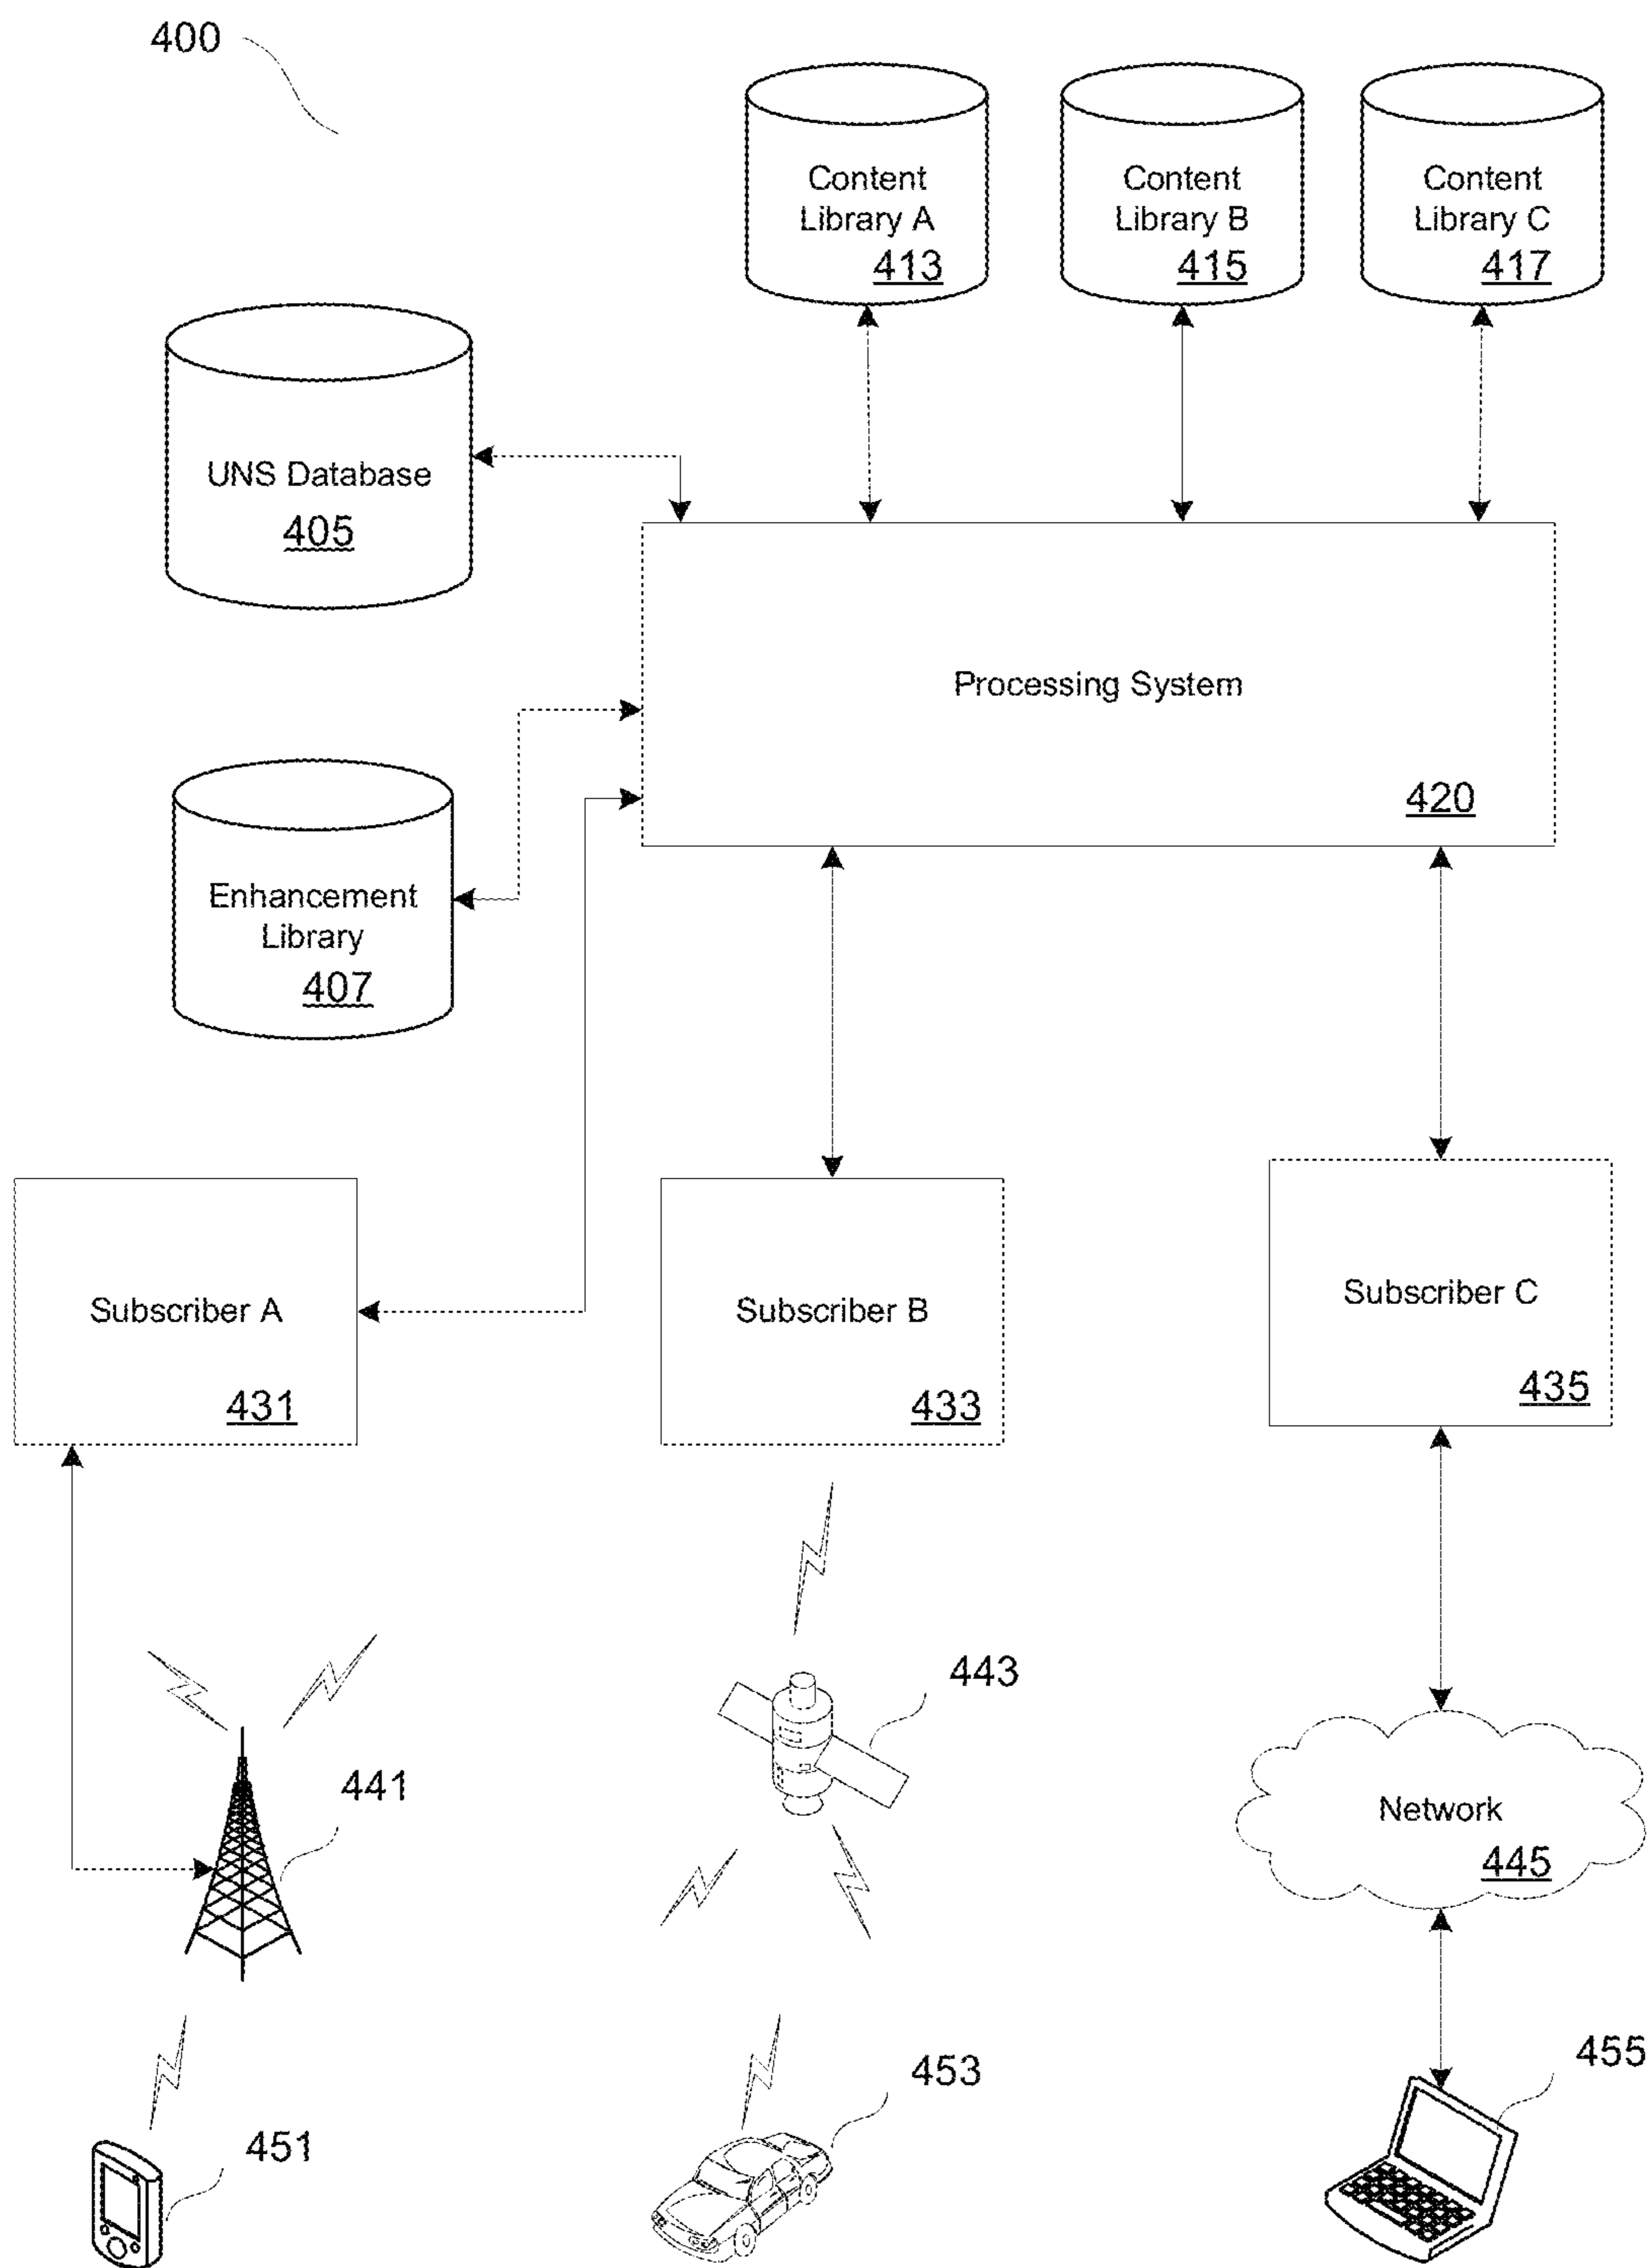 400
Content
Library A
413
Content
Library B
415
Content
Library C
417
UNS Database
405
Processing System
420
Enhancement
Library
407
Subscriber A
431
Subscriber B
433
Subscriber C
435
441
443
Network
445
451
453
455